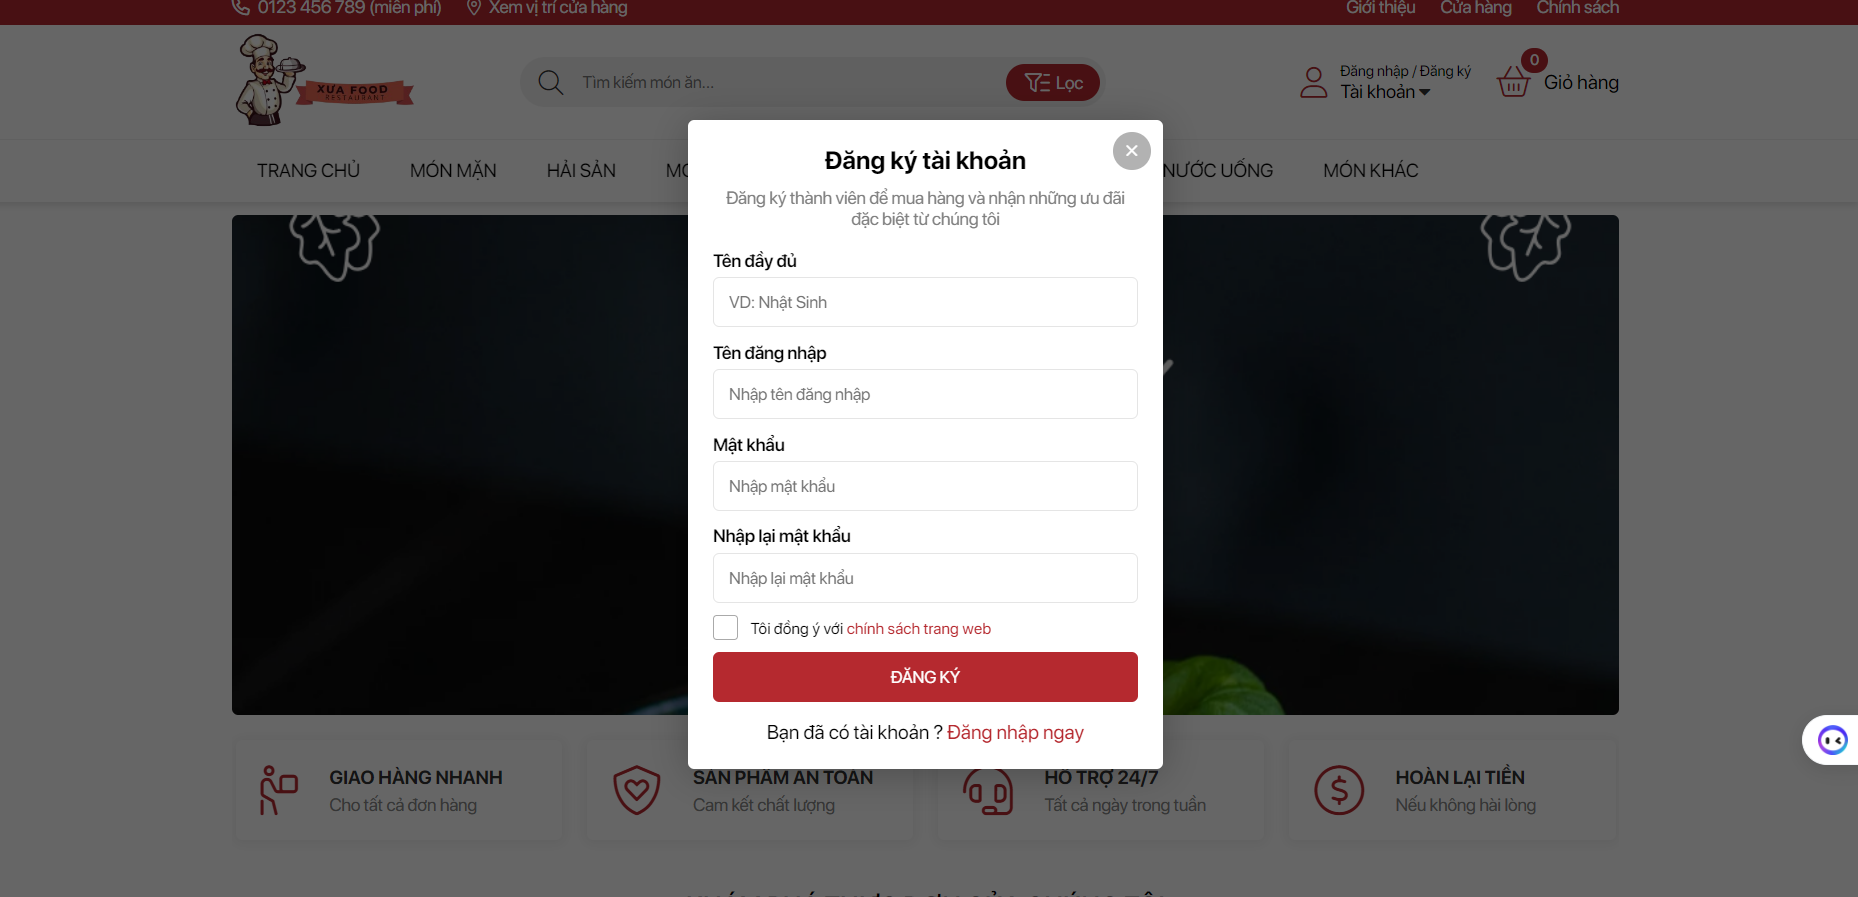 0123 456 789 (miễn phí)
Xem vị trí cửa hàng
Giới thiệu
Cửa hàng
Chính sách
XUA FOOD
RESTAURANT
Tìm kiếm món ăn...
Lọc
Đăng nhập / Đăng ký
Tài khoản
0
Giỏ hàng
TRANG CHỦ
MÓN MẶN
HẢI SẢN
NƯỚC UỐNG
MÓN KHÁC
Đăng ký tài khoản
Đăng ký thành viên để mua hàng và nhận những ưu đãi
đặc biệt từ chúng tôi
Tên đầy đủ
VD: Nhật Sinh
Tên đăng nhập
Nhập tên đăng nhập
Mật khẩu
Nhập mật khẩu
Nhập lại mật khẩu
Nhập lại mật khẩu
Tôi đồng ý với chính sách trang web
ĐĂNG KÝ
Bạn đã có tài khoản ? Đăng nhập ngay
GIAO HÀNG NHANH
Cho tất cả đơn hàng
SẢN PHẨM AN TOÀN
Cam kết chất lượng
HỖ TRỢ 24/7
Tất cả ngày trong tuần
HOÀN LẠI TIỀN
Nếu không hài lòng